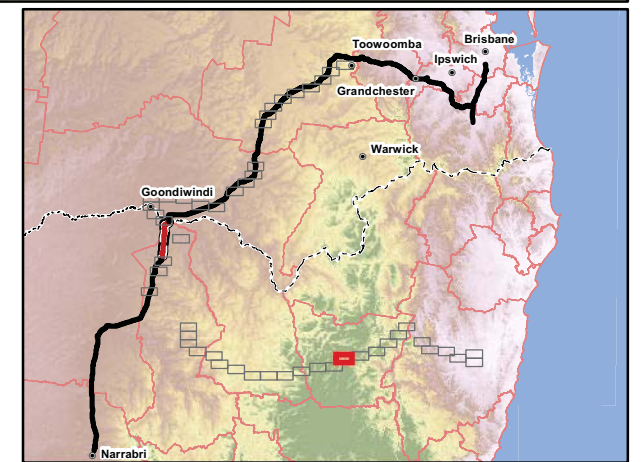 Brisbane
Toowoomba
Ipswich
Grandchester
Warwick
Goondiwindi
Narrabri